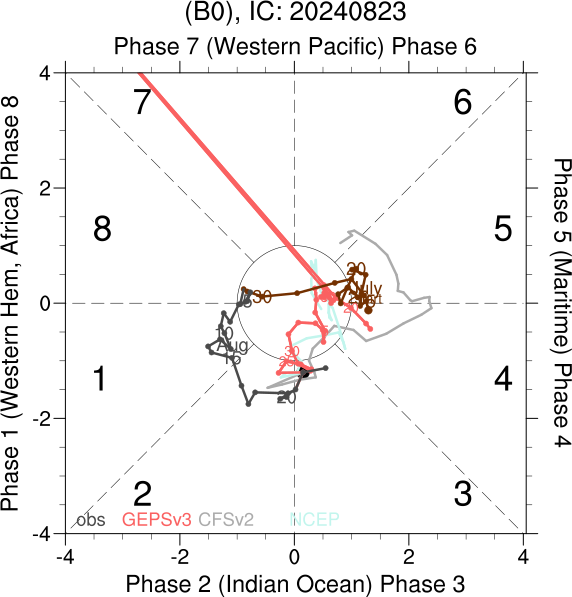 (B0), IC: 20240823
Phase 7 (Western Pacific) Phase 6
4
7
6
2
8
5
Phase 1 (Western Hem, Africa) Phase 8
Phase 5 (Maritime) Phase 4
20
July
30
0
Aug
30
20
1
4
-2
2
3
obs GEPSv3 CFSv2 NCEP
-4
-4 -2 0 2 4
Phase 2 (Indian Ocean) Phase 3